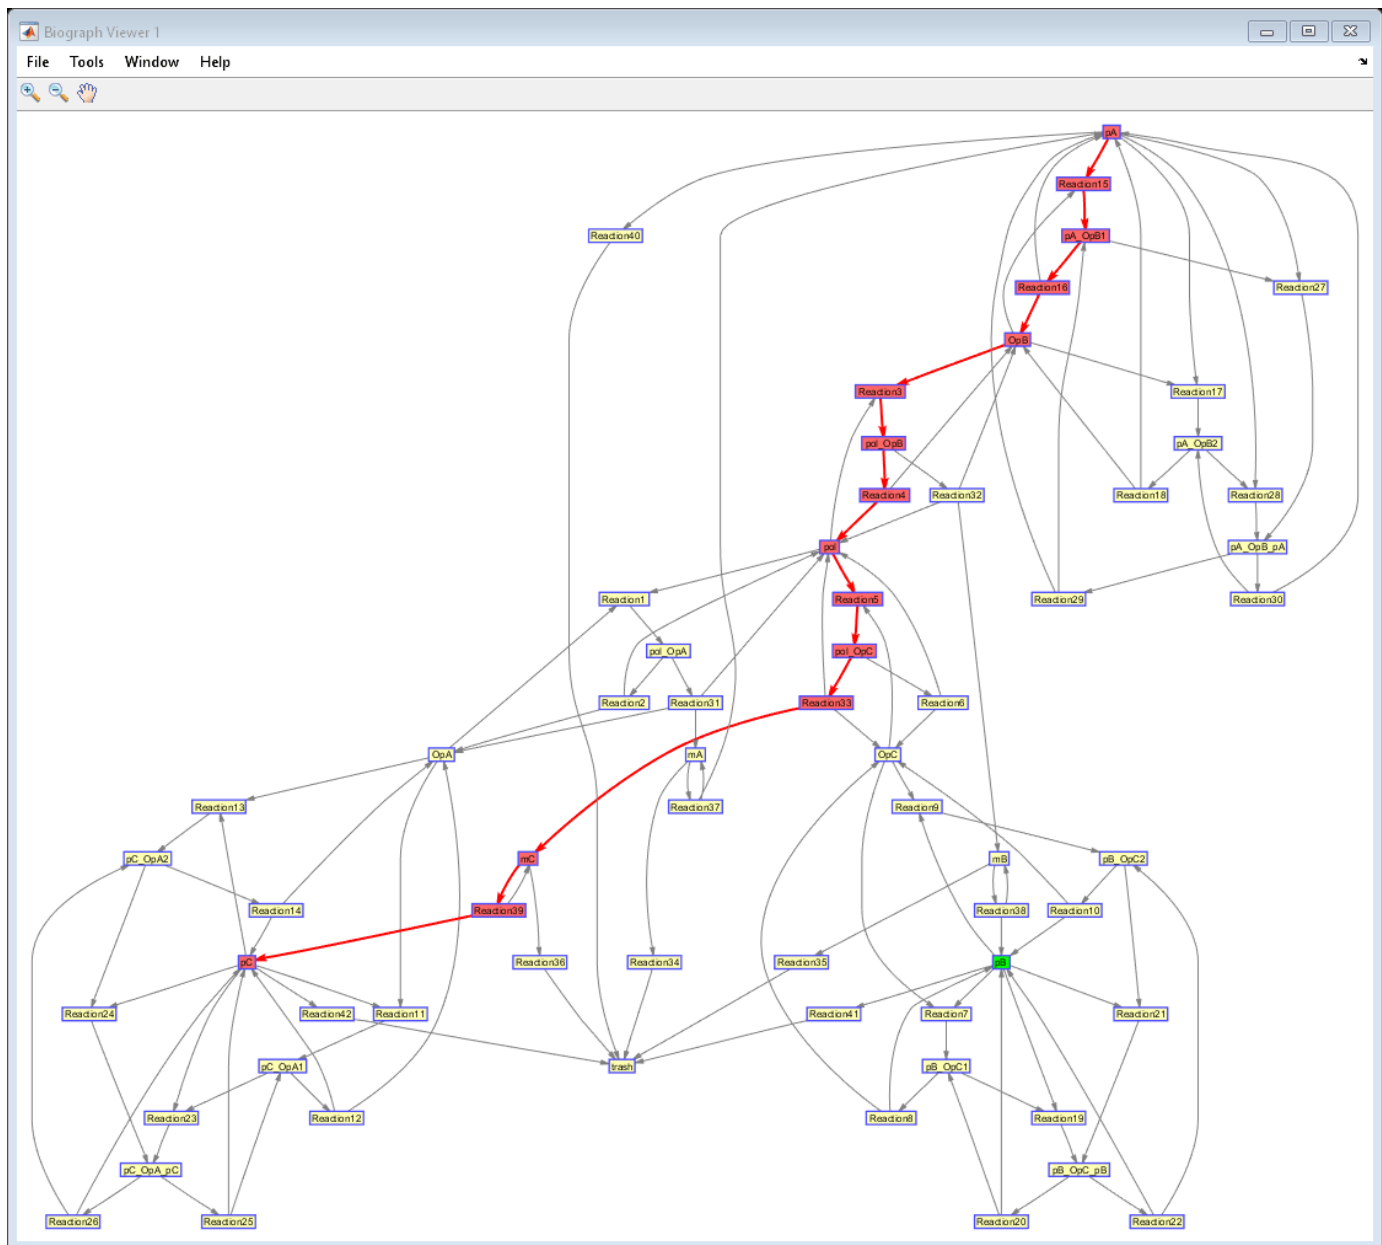 Biograph Viewer 1
File Tools Window Help
pA
Reaction15
Reaction40
pA_OpB1
Reaction16
Reaction27
OpB
Reaction3
Reaction17
pol_OpB
pA_OpB2
Reaction4
Reaction32
Reaction18
Reaction28
pol
pA_OpB_pA
Reaction1
Reaction5
Reaction29
Reaction30
pol_OpA
pol_OpC
Reaction2
Reaction31
Reaction33
Reaction6
OpA
mA
OpC
Reaction13
Reaction37
Reaction9
pC_OpA2
mC
mB
pB_OpC2
Reaction14
Reaction39
Reaction38
Reaction10
pC
Reaction36
Reaction34
Reaction35
pB
Reaction24
Reaction42
Reaction11
Reaction41
Reaction7
Reaction21
pC_OpA1
trash
pB_OpC1
Reaction23
Reaction12
Reaction8
Reaction19
pC_OpA_pC
pB_OpC_pB
Reaction26
Reaction25
Reaction20
Reaction22